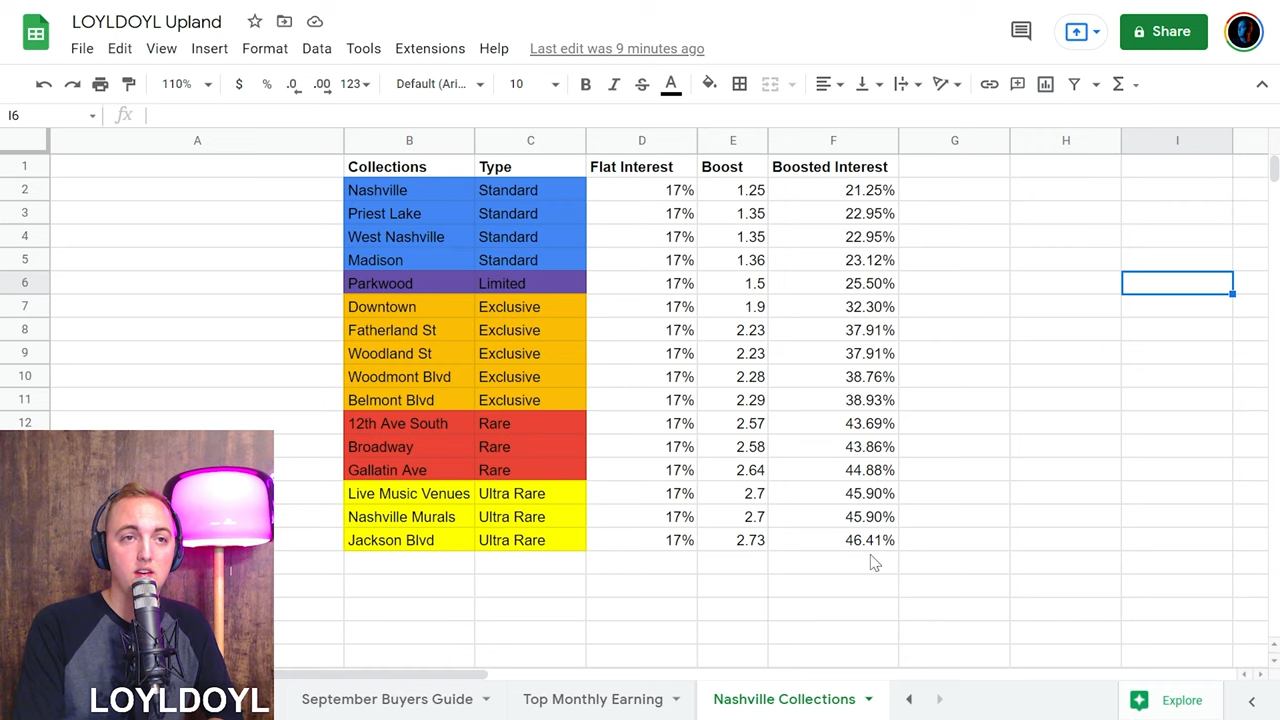 LOYLDOYL Upland
File Edit View Insert Format Data Tools Extensions Help Last edit was 9 minutes ago
Share
110% $ % .0 .00 123 Default (Ari... 10 B I S A
I6 fx
A B C D E F G H I
1 Collections Type Flat Interest Boost Boosted Interest
2 Nashville Standard 17% 1.25 21.25%
3 Priest Lake Standard 17% 1.35 22.95%
4 West Nashville Standard 17% 1.35 22.95%
5 Madison Standard 17% 1.36 23.12%
6 Parkwood Limited 17% 1.5 25.50%
7 Downtown Exclusive 17% 1.9 32.30%
8 Fatherland St Exclusive 17% 2.23 37.91%
9 Woodland St Exclusive 17% 2.23 37.91%
10 Woodmont Blvd Exclusive 17% 2.28 38.76%
11 Belmont Blvd Exclusive 17% 2.29 38.93%
12 12th Ave South Rare 17% 2.57 43.69%
Broadway Rare 17% 2.58 43.86%
Gallatin Ave Rare 17% 2.64 44.88%
Live Music Venues Ultra Rare 17% 2.7 45.90%
Nashville Murals Ultra Rare 17% 2.7 45.90%
Jackson Blvd Ultra Rare 17% 2.73 46.41%
LOYLDOYL
September Buyers Guide Top Monthly Earning Nashville Collections Explore